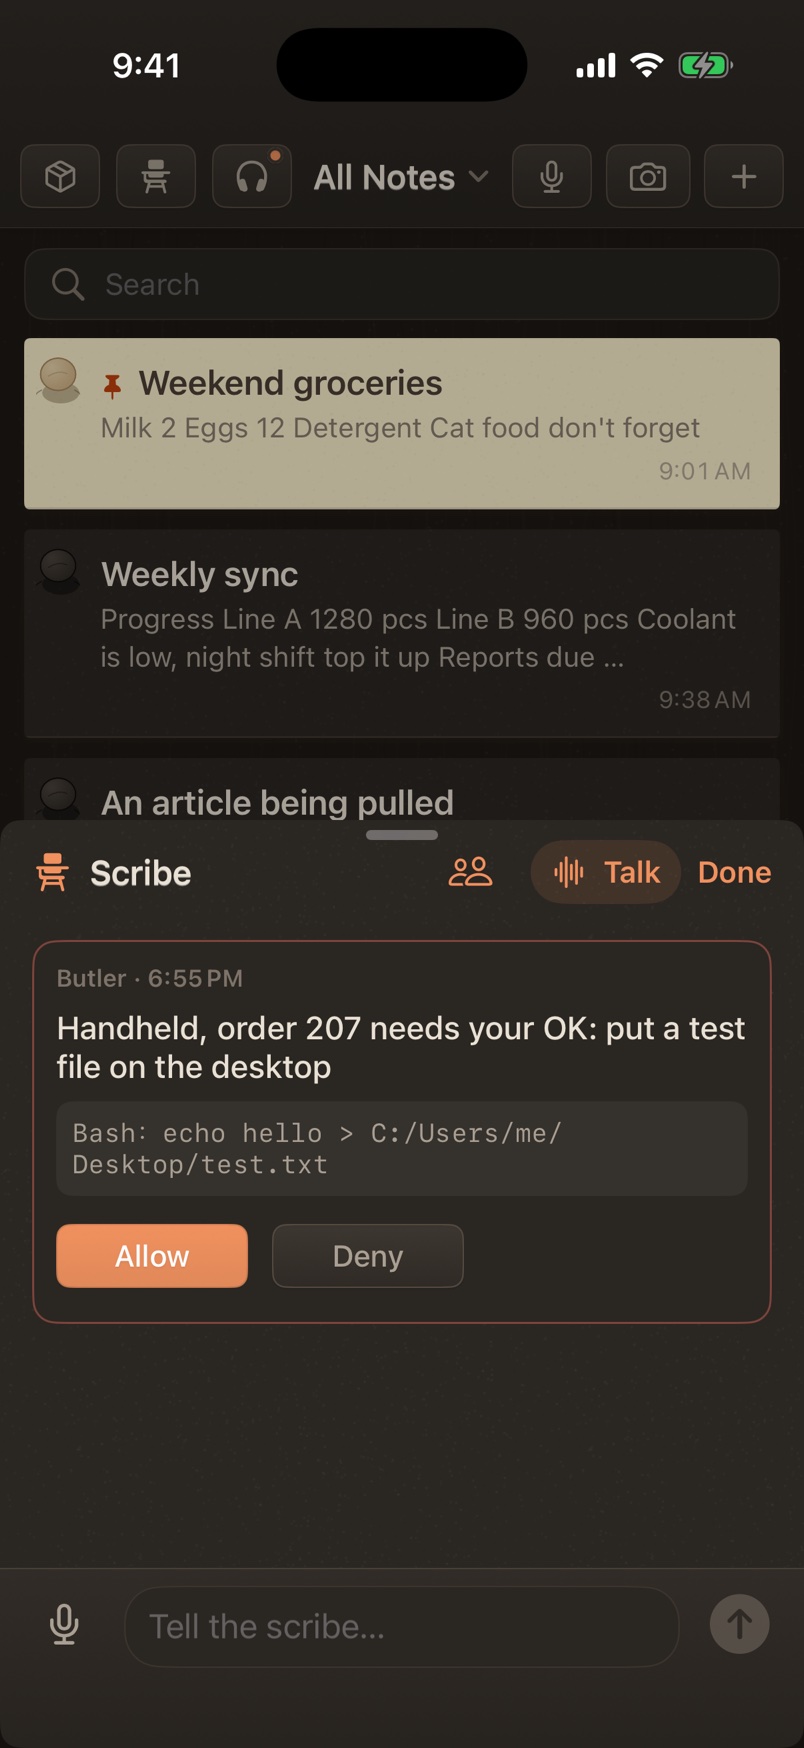 9:41
All Notes
Search
Weekend groceries
Milk 2 Eggs 12 Detergent Cat food don't forget
9:01 AM
Weekly sync
Progress Line A 1280 pcs Line B 960 pcs Coolant
is low, night shift top it up Reports due ...
9:38 AM
An article being pulled
Scribe
Talk
Done
Butler · 6:55 PM
Handheld, order 207 needs your OK: put a test
file on the desktop
Bash: echo hello > C:/Users/me/
Desktop/test.txt
Allow
Deny
Tell the scribe...